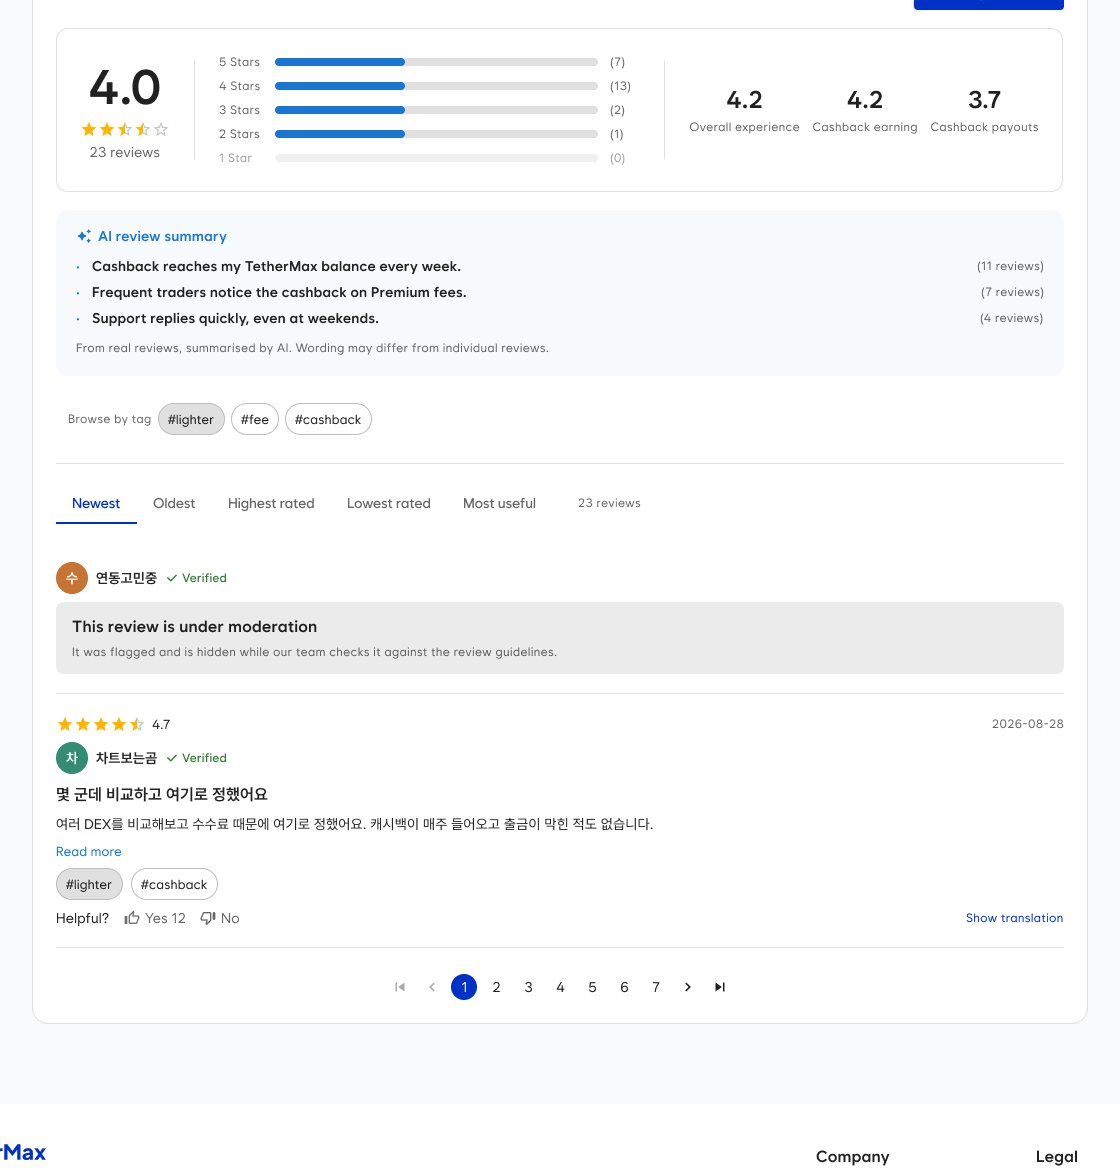 4.0
23 reviews
5 Stars (7)
4 Stars (13)
3 Stars (2)
2 Stars (1)
1 Star (0)
4.2
Overall experience
4.2
Cashback earning
3.7
Cashback payouts
AI review summary
· Cashback reaches my TetherMax balance every week. (11 reviews)
· Frequent traders notice the cashback on Premium fees. (7 reviews)
· Support replies quickly, even at weekends. (4 reviews)
From real reviews, summarised by AI. Wording may differ from individual reviews.
Browse by tag #lighter #fee #cashback
Newest Oldest Highest rated Lowest rated Most useful 23 reviews
수 연동고민중 Verified
This review is under moderation
It was flagged and is hidden while our team checks it against the review guidelines.
4.7 2026-08-28
차 차트보는곰 Verified
몇 군데 비교하고 여기로 정했어요
여러 DEX를 비교해보고 수수료 때문에 여기로 정했어요. 캐시백이 매주 들어오고 출금이 막힌 적도 없습니다.
Read more
#lighter #cashback
Helpful? Yes 12 No Show translation
1 2 3 4 5 6 7
rMax
Company Legal